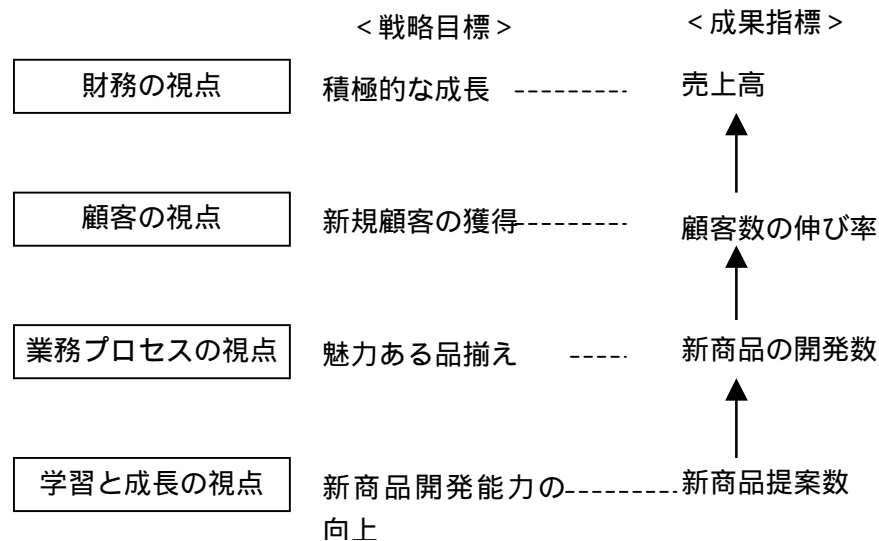 <戦略目標>
<成果指標>
財務の視点
積極的な成長
売上高
顧客の視点
新規顧客の獲得
顧客数の伸び率
業務プロセスの視点
魅力ある品揃え
新商品の開発数
学習と成長の視点
新商品開発能力の
向上
新商品提案数